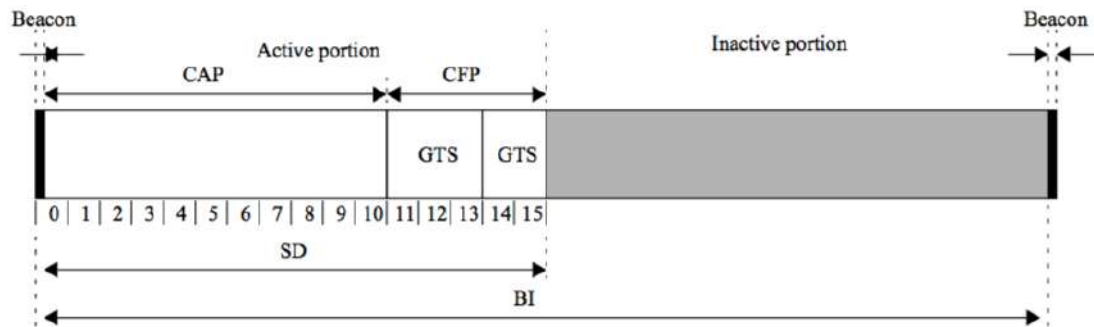 Beacon Beacon
Active portion Inactive portion
CAP CFP
GTS GTS
0 1 2 3 4 5 6 7 8 9 10 11 12 13 14 15
SD
BI